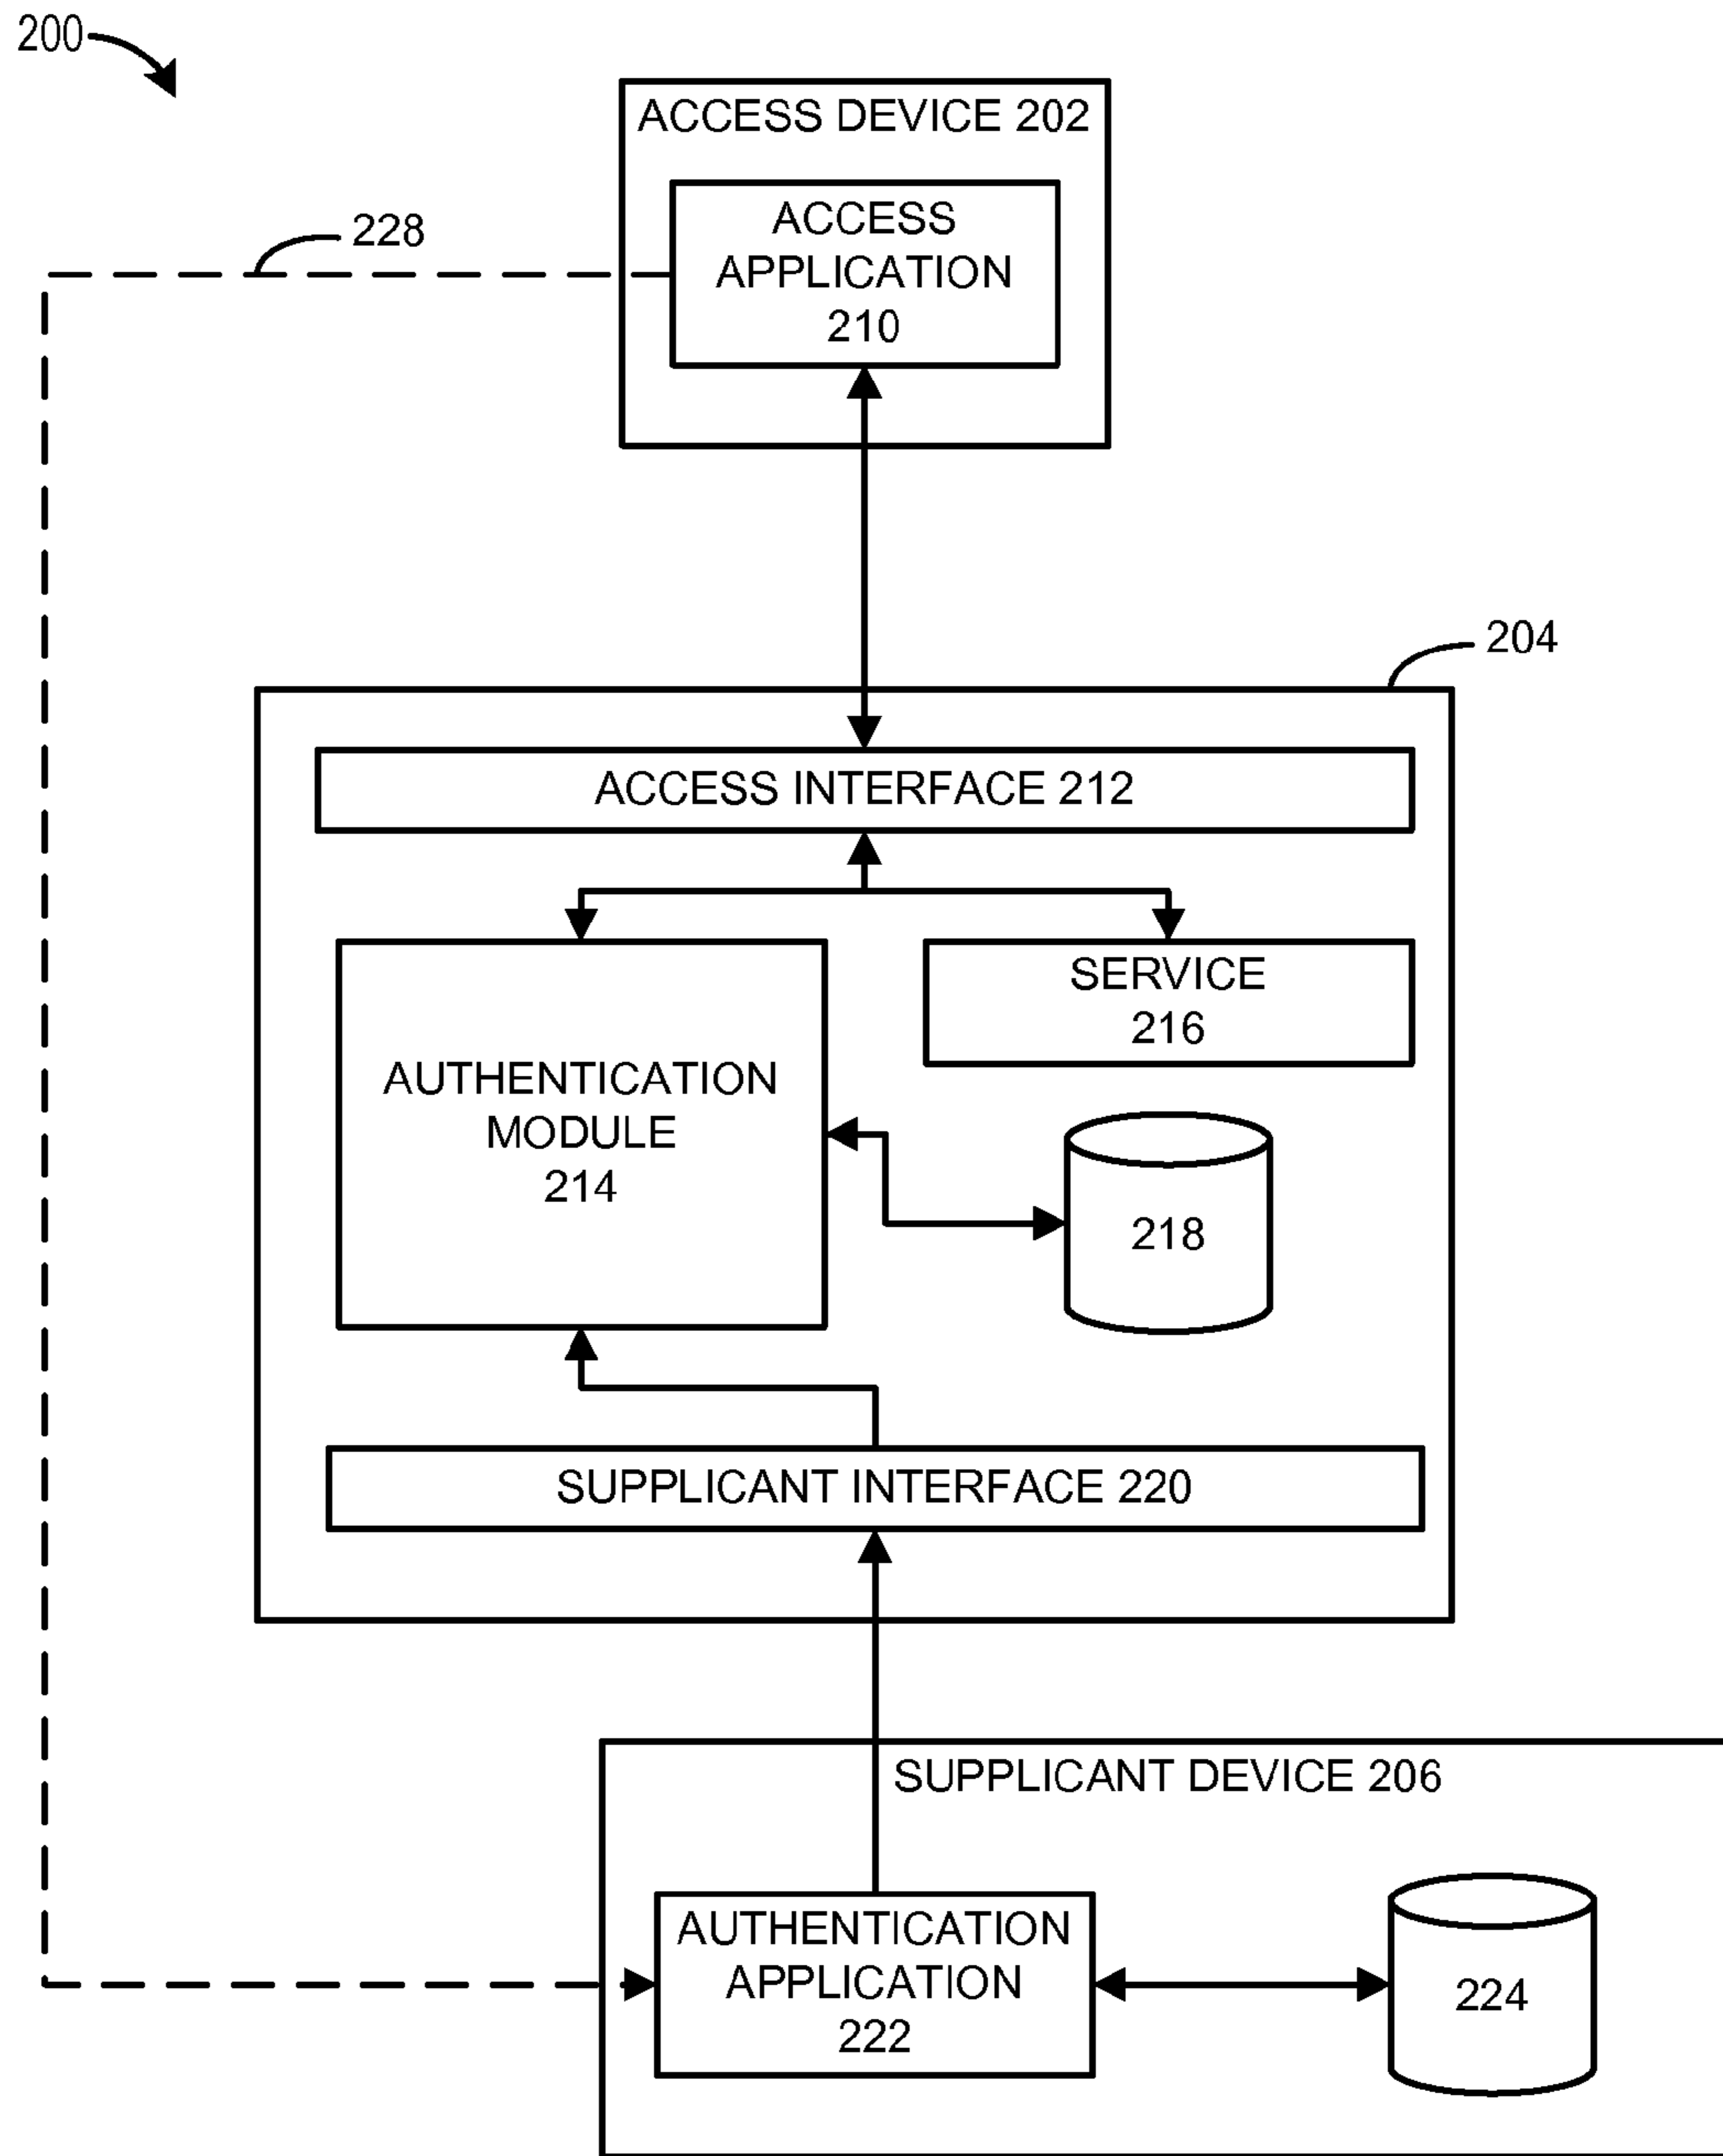 200
ACCESS DEVICE 202
ACCESS
APPLICATION
210
228
204
ACCESS INTERFACE 212
SERVICE
216
AUTHENTICATION
MODULE
214
218
SUPPLICANT INTERFACE 220
SUPPLICANT DEVICE 206
AUTHENTICATION
APPLICATION
222
224